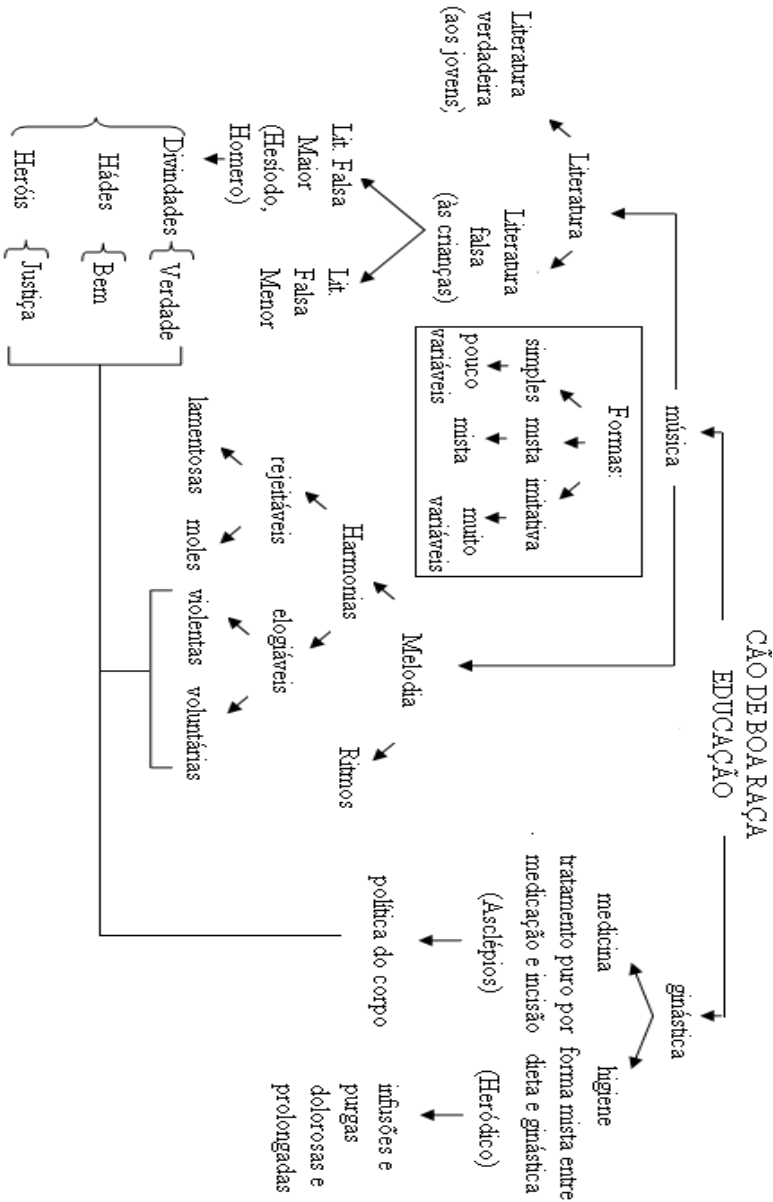 CÃO DE BOA RAÇA
EDUCAÇÃO
música
Literatura
Literatura
verdadeira
(aos jovens)
Literatura
falsa
(às crianças)
Lit. Falsa
Maior
(Hesíodo,
Homero)
Lit.
Falsa
Menor
Divindades
Verdade
Hádes
Bem
Heróis
Justiça
Formas:
simples
mista
imitativa
pouco
variáveis
mista
muito
variáveis
Melodia
Harmonias
Ritmos
rejeitáveis
elogiáveis
lamentosas
moles
violentas
voluntárias
ginástica
medicina
higiene
tratamento puro por
medicação e incisão
forma mista entre
dieta e ginástica
(Asclépios)
(Heródico)
política do corpo
infusões e
purgas
dolorosas e
prolongadas